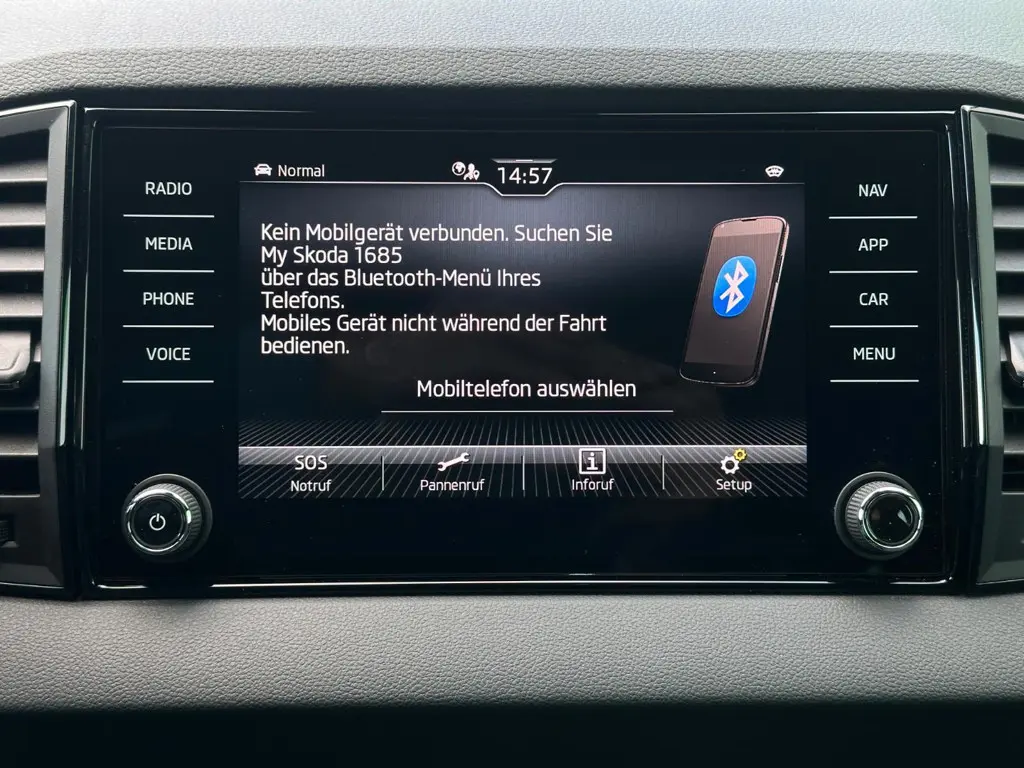 RADIO
MEDIA
PHONE
VOICE
Normal
14:57
Kein Mobilgerät verbunden. Suchen Sie
My Skoda 1685
über das Bluetooth-Menü Ihres
Telefons.
Mobiles Gerät nicht während der Fahrt
bedienen.
Mobiltelefon auswählen
SOS
Notruf
Pannenruf
Inforuf
Setup
NAV
APP
CAR
MENU